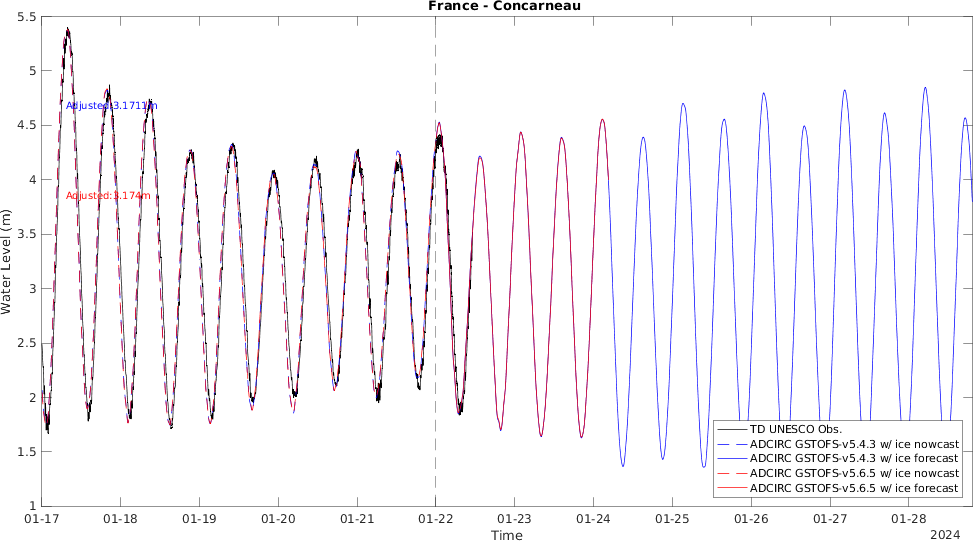 France - Concarneau
5.5
5
4.5
4
3.5
3
2.5
2
1.5
1
Water Level (m)
Adjusted:3.1711m
Adjusted:3.174m
TD UNESCO Obs.
ADCIRC GSTOFS-v5.4.3 w/ ice nowcast
ADCIRC GSTOFS-v5.4.3 w/ ice forecast
ADCIRC GSTOFS-v5.6.5 w/ ice nowcast
ADCIRC GSTOFS-v5.6.5 w/ ice forecast
01-17 01-18 01-19 01-20 01-21 01-22 01-23 01-24 01-25 01-26 01-27 01-28
Time
2024